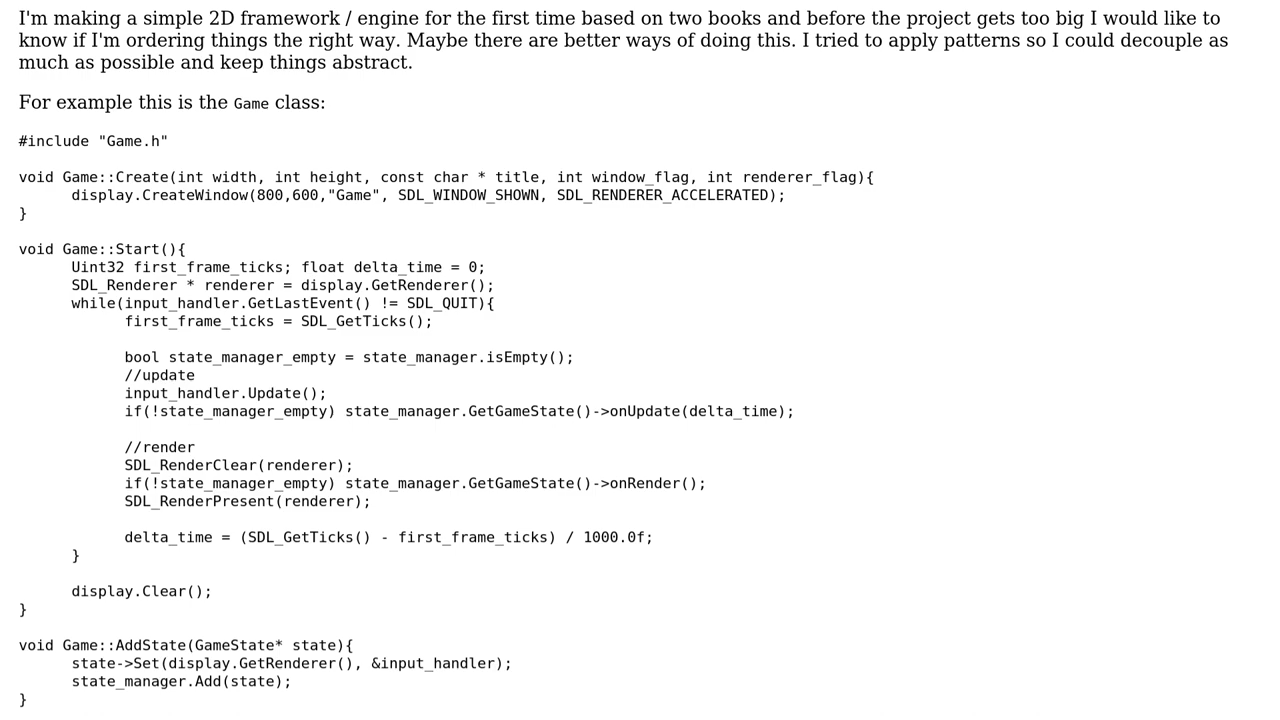 I'm making a simple 2D framework / engine for the first time based on two books and before the project gets too big I would like to
know if I'm ordering things the right way. Maybe there are better ways of doing this. I tried to apply patterns so I could decouple as
much as possible and keep things abstract.
For example this is the Game class:
#include "Game.h"
void Game::Create(int width, int height, const char * title, int window_flag, int renderer_flag){
      display.CreateWindow(800,600,"Game", SDL_WINDOW_SHOWN, SDL_RENDERER_ACCELERATED);
}
void Game::Start(){
      Uint32 first_frame_ticks; float delta_time = 0;
      SDL_Renderer * renderer = display.GetRenderer();
      while(input_handler.GetLastEvent() != SDL_QUIT){
            first_frame_ticks = SDL_GetTicks();
            bool state_manager_empty = state_manager.isEmpty();
            //update
            input_handler.Update();
            if(!state_manager_empty) state_manager.GetGameState()->onUpdate(delta_time);
            //render
            SDL_RenderClear(renderer);
            if(!state_manager_empty) state_manager.GetGameState()->onRender();
            SDL_RenderPresent(renderer);
            delta_time = (SDL_GetTicks() - first_frame_ticks) / 1000.0f;
      }
      display.Clear();
}
void Game::AddState(GameState* state){
      state->Set(display.GetRenderer(), &input_handler);
      state_manager.Add(state);
}